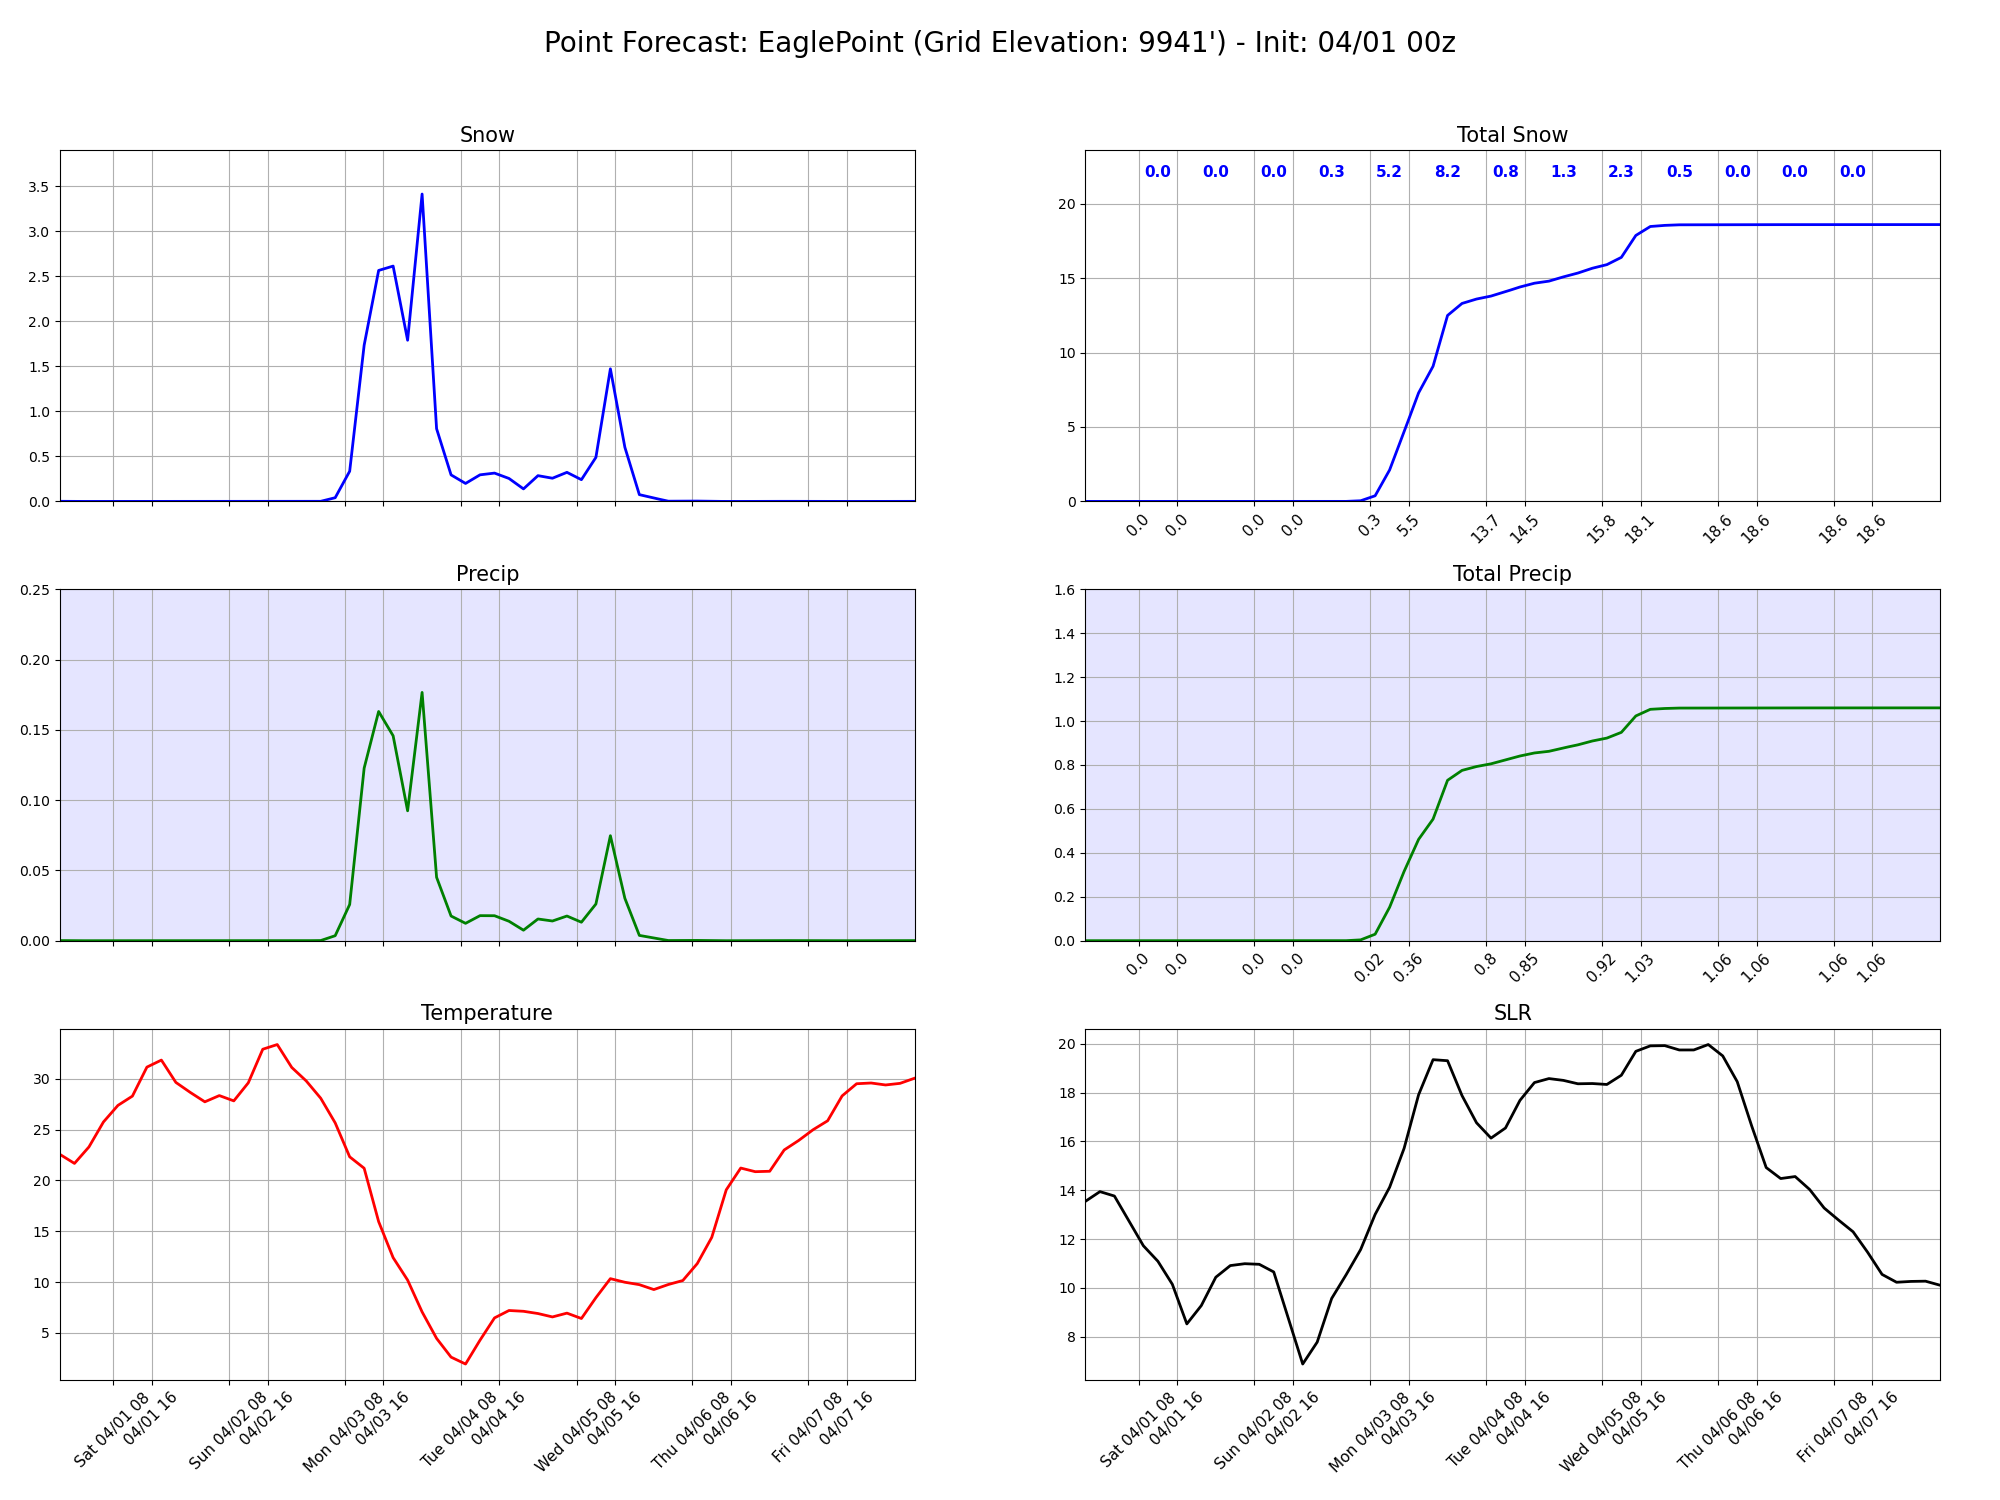 Point Forecast: EaglePoint (Grid Elevation: 9941') - Init: 04/01 00z
Snow
3.5
3.0
2.5
2.0
1.5
1.0
0.5
0.0
Total Snow
0.0 0.0 0.0 0.3 5.2 8.2 0.8 1.3 2.3 0.5 0.0 0.0 0.0
20
15
10
5
0
0.0 0.0 0.0 0.0 0.3 5.5 13.7 14.5 15.8 18.1 18.6 18.6 18.6 18.6
Precip
0.25
0.20
0.15
0.10
0.05
0.00
Total Precip
1.6
1.4
1.2
1.0
0.8
0.6
0.4
0.2
0.0
0.0 0.0 0.0 0.0 0.02 0.36 0.8 0.85 0.92 1.03 1.06 1.06 1.06 1.06
Temperature
30
25
20
15
10
5
Sat 04/01 08
04/01 16
Sun 04/02 08
04/02 16
Mon 04/03 08
04/03 16
Tue 04/04 08
04/04 16
Wed 04/05 08
04/05 16
Thu 04/06 08
04/06 16
Fri 04/07 08
04/07 16
SLR
20
18
16
14
12
10
8
Sat 04/01 08
04/01 16
Sun 04/02 08
04/02 16
Mon 04/03 08
04/03 16
Tue 04/04 08
04/04 16
Wed 04/05 08
04/05 16
Thu 04/06 08
04/06 16
Fri 04/07 08
04/07 16